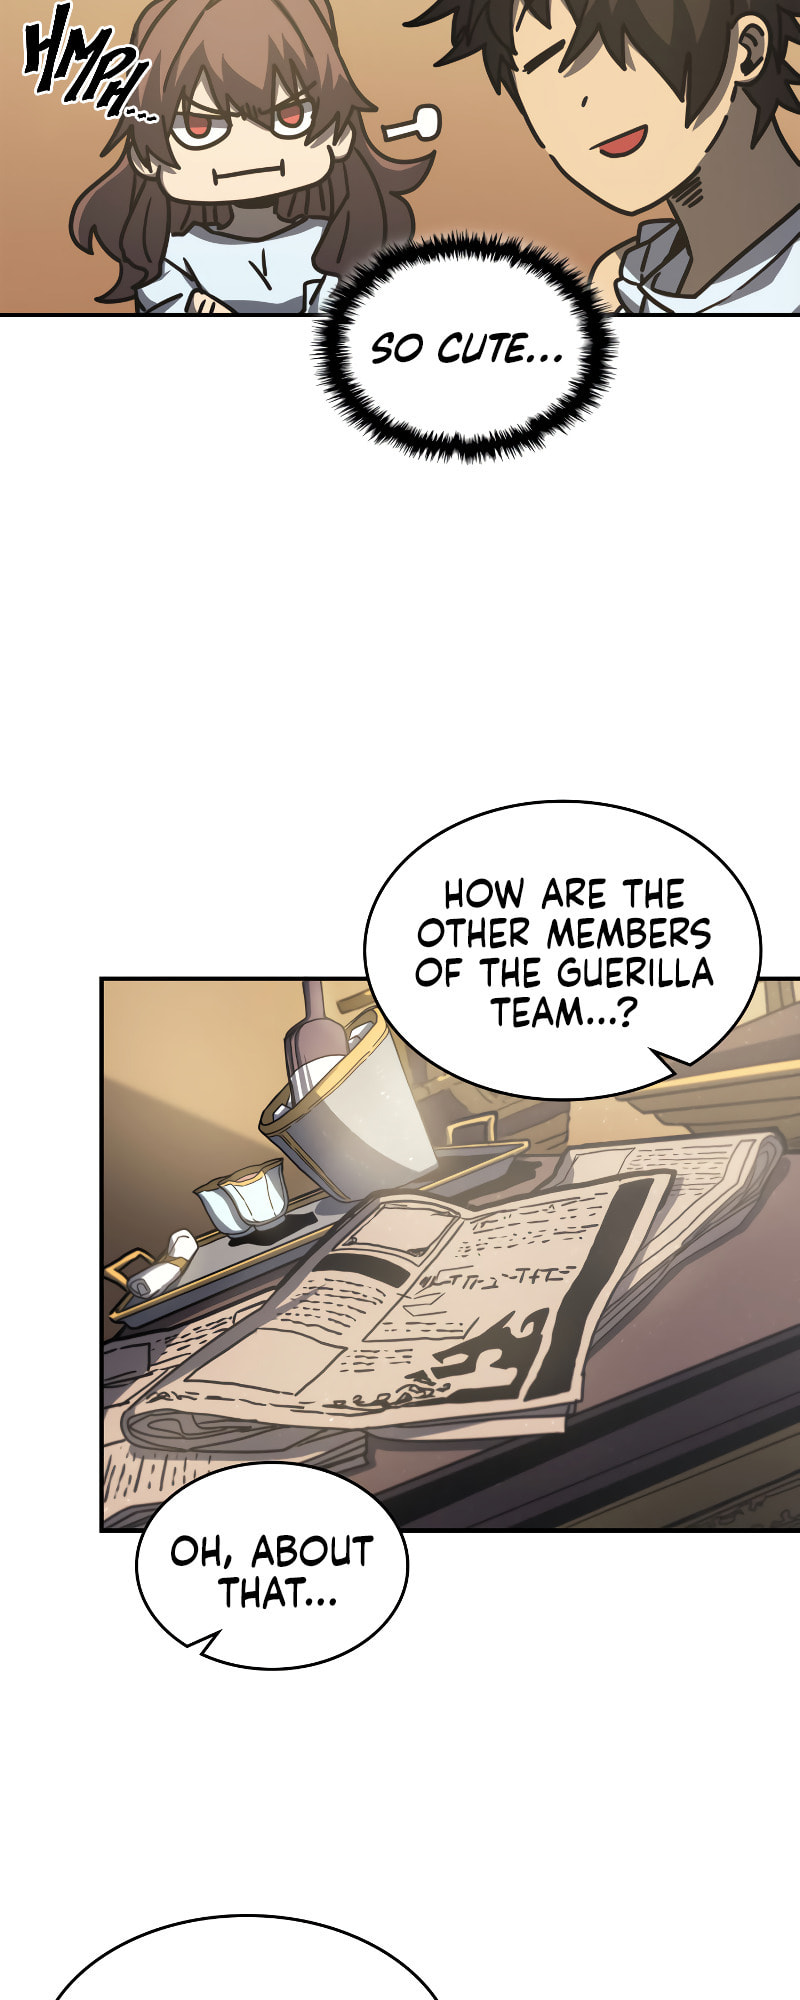 HMPH...
SO CUTE...
HOW ARE THE
OTHER MEMBERS
OF THE GUERILLA
TEAM...?
OH, ABOUT
THAT...